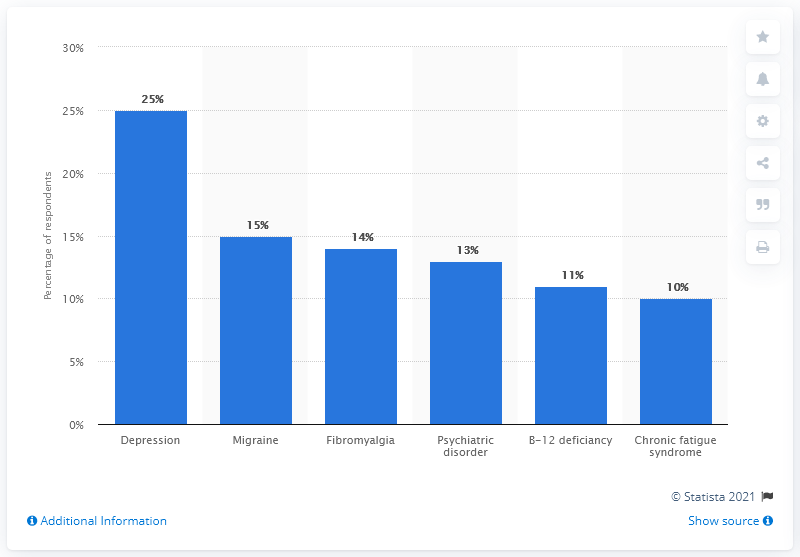 30%
25%
20%
15%
10%
5%
0%
Percentage of respondents
25%
15%
14%
13%
11%
10%
Depression
Migraine
Fibromyalgia
Psychiatric
disorder
B-12 deficiancy
Chronic fatigue
syndrome
© Statista 2021
Additional Information
Show source